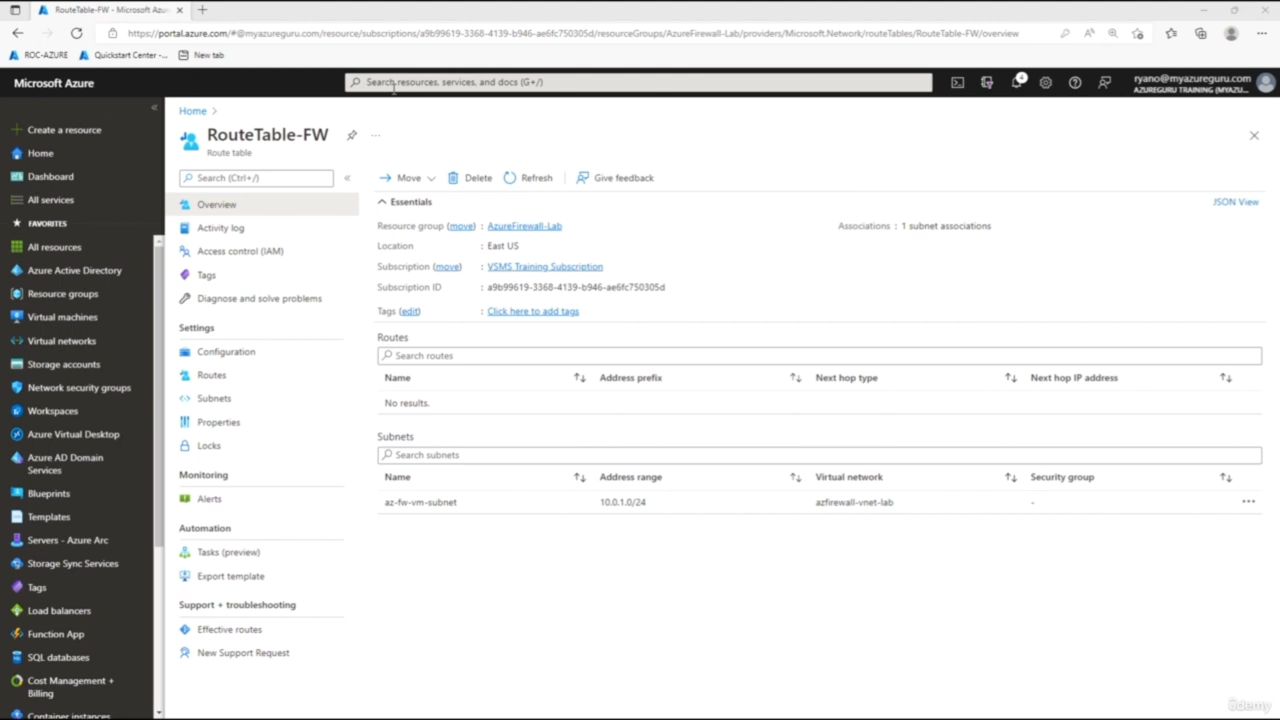 RouteTable-FW - Microsoft Azu
https://portal.azure.com/#@myazureguru.com/resource/subscriptions/a9b99619-3368-4139-b946-ae6fc750305d/resourceGroups/AzureFirewall-Lab/providers/Microsoft.Network/routeTables/RouteTable-FW/overview
ROC-AZURE
Quickstart Center -...
New tab
Microsoft Azure
Search resources, services, and docs (G+/)
4
ryano@myazureguru.com
AZUREGURU TRAINING (MYAZU...
Create a resource
Home
Dashboard
All services
FAVORITES
All resources
Azure Active Directory
Resource groups
Virtual machines
Virtual networks
Storage accounts
Network security groups
Workspaces
Azure Virtual Desktop
Azure AD Domain
Services
Blueprints
Templates
Servers - Azure Arc
Storage Sync Services
Tags
Load balancers
Function App
SQL databases
Cost Management +
Billing
Container instances
Home >
RouteTable-FW
Route table
Search (Ctrl+/)
Overview
Activity log
Access control (IAM)
Tags
Diagnose and solve problems
Settings
Configuration
Routes
Subnets
Properties
Locks
Monitoring
Alerts
Automation
Tasks (preview)
Export template
Support + troubleshooting
Effective routes
New Support Request
Move
Delete
Refresh
Give feedback
Essentials
JSON View
Resource group (move) : AzureFirewall-Lab
Associations : 1 subnet associations
Location : East US
Subscription (move) : VSMS Training Subscription
Subscription ID : a9b99619-3368-4139-b946-ae6fc750305d
Tags (edit) : Click here to add tags
Routes
Search routes
Name Address prefix Next hop type Next hop IP address
No results.
Subnets
Search subnets
Name Address range Virtual network Security group
az-fw-vm-subnet 10.0.1.0/24 azfirewall-vnet-lab -
ûdemy